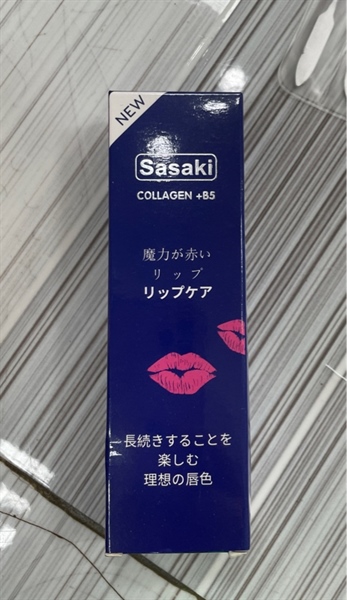 NEW
Sasaki
COLLAGEN +B5
魔力が赤い
リップ
リップケア
長続きすることを
楽しむ
理想の唇色